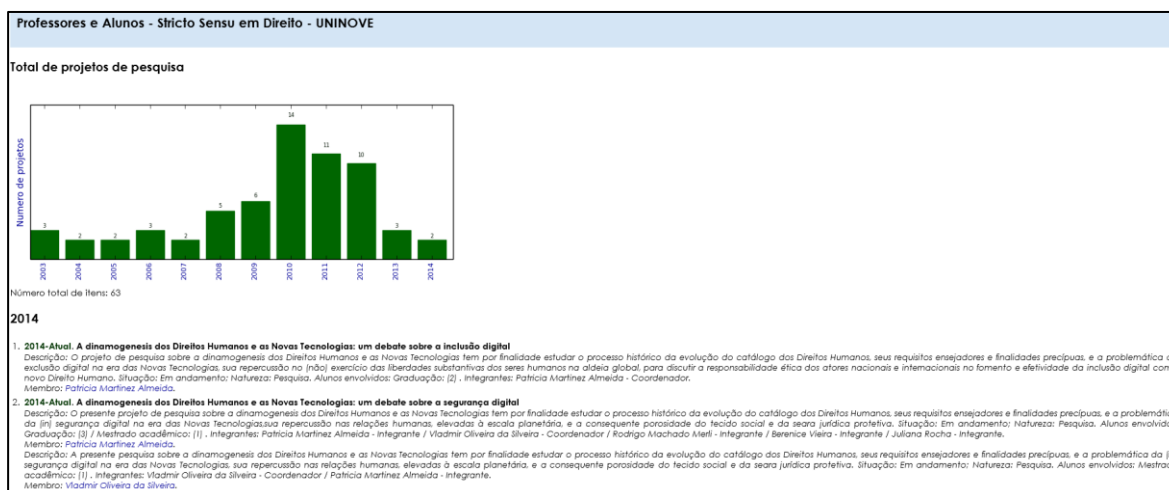 Professores e Alunos - Stricto Sensu em Direito - UNINOVE
Total de projetos de pesquisa
Numero de projetos
3 2 2 3 2 5 6 14 11 10 3 2
2003 2004 2005 2006 2007 2008 2009 2010 2011 2012 2013 2014
Número total de ítens: 63
2014
1. 2014-Atual. A dinamogenesis dos Direitos Humanos e as Novas Tecnologias: um debate sobre a inclusão digital
Descrição: O projeto de pesquisa sobre a dinamogenesis dos Direitos Humanos e as Novas Tecnologias tem por finalidade estudar o processo histórico da evolução do catálogo dos Direitos Humanos, seus requisitos ensejadores e finalidades precípuas, e a problemática
exclusão digital na era das Novas Tecnologias, sua repercussão no (não) exercício das liberdades substantivas dos seres humanos na aldeia global, para discutir a responsabilidade ética dos atores nacionais e internacionais no fomento e efetividade da inclusão digital
novo Direito Humano. Situação: Em andamento; Natureza: Pesquisa. Alunos envolvidos: Graduação: (2) . Integrantes: Patricia Martinez Almeida - Coordenador.
Membro: Patricia Martinez Almeida.
2. 2014-Atual. A dinamogenesis dos Direitos Humanos e as Novas Tecnologias: um debate sobre a segurança digital
Descrição: O presente projeto de pesquisa sobre a dinamogenesis dos Direitos Humanos e as Novas Tecnologias tem por finalidade estudar o processo histórico da evolução do catálogo dos Direitos Humanos, seus requisitos ensejadores e finalidades precípuas, e a
da (in) segurança digital na era das Novas Tecnologias,sua repercussão nas relações humanas, elevadas à escala planetária, e a consequente porosidade do tecido social e da seara jurídica protetiva. Situação: Em andamento; Natureza: Pesquisa. Alunos
Graduação: (3) / Mestrado acadêmico: (1) . Integrantes: Patricia Martinez Almeida - Integrante / Vladmir Oliveira da Silveira - Coordenador / Rodrigo Machado Merli - Integrante / Berenice Vieira - Integrante / Juliana Rocha - Integrante.
Membro: Patricia Martinez Almeida.
Descrição: A presente pesquisa sobre a dinamogenesis dos Direitos Humanos e as Novas Tecnologias tem por finalidade estudar o processo histórico da evolução do catálogo dos Direitos Humanos, seus requisitos ensejadores e finalidades precípuas, e a problemática da
segurança digital na era das Novas Tecnologias, sua repercussão nas relações humanas, elevadas à escala planetária, e a consequente porosidade do tecido social e da seara jurídica protetiva. Situação: Em andamento; Natureza: Pesquisa. Alunos envolvidos:
acadêmico: (1) . Integrantes: Vladmir Oliveira da Silveira - Coordenador / Patricia Martinez Almeida - Integrante.
Membro: Vladmir Oliveira da Silveira.